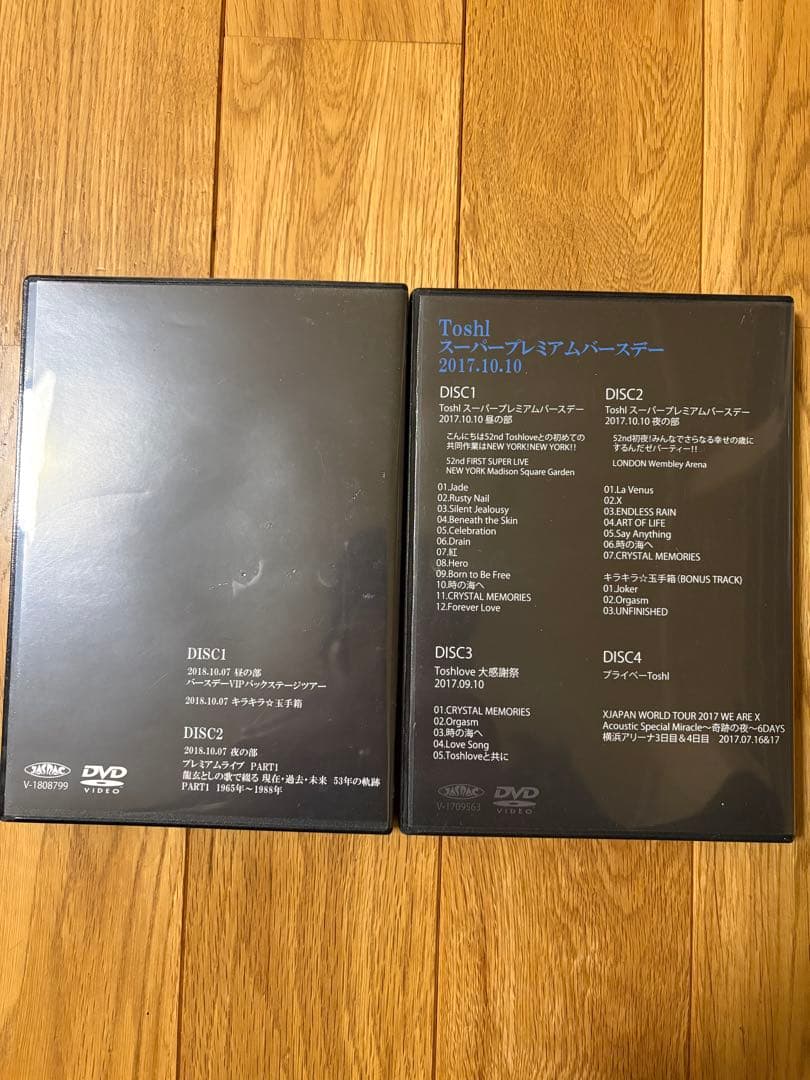 DISC1
2018.10.07 昼の部
バースデーVIPバックステージツアー
2018.10.07 キラキラ☆玉手箱
DISC2
2018.10.07 夜の部
プレミアムライブ PART1
龍玄としの歌で綴る 現在・過去・未来 53年の軌跡
PART1 1965年～1988年
JASRAC
V-1808799
DVD
VIDEO
Toshl
スーパープレミアムバースデー
2017.10.10
DISC1
Toshl スーパープレミアムバースデー
2017.10.10 昼の部
こんにちは52nd Toshloveとの初めての
共同作業はNEW YORK!NEW YORK!!
52nd FIRST SUPER LIVE
NEW YORK Madison Square Garden
01.Jade
02.Rusty Nail
03.Silent Jealousy
04.Beneath the Skin
05.Celebration
06.Drain
07.紅
08.Hero
09.Born to Be Free
10.時の海へ
11.CRYSTAL MEMORIES
12.Forever Love
DISC2
Toshl スーパープレミアムバースデー
2017.10.10 夜の部
52nd初夜!みんなでさらなる幸せの歳に
するんだゼパーティー!!
LONDON Wembley Arena
01.La Venus
02.X
03.ENDLESS RAIN
04.ART OF LIFE
05.Say Anything
06.時の海へ
07.CRYSTAL MEMORIES
キラキラ☆玉手箱(BONUS TRACK)
01.Joker
02.Orgasm
03.UNFINISHED
DISC3
Toshlove 大感謝祭
2017.09.10
01.CRYSTAL MEMORIES
02.Orgasm
03.時の海へ
04.Love Song
05.Toshloveと共に
DISC4
プライベーToshl
XJAPAN WORLD TOUR 2017 WE ARE X
Acoustic Special Miracle～奇跡の夜～6DAYS
横浜アリーナ3日目&4日目 2017.07.16&17
JASRAC
V-1709563
DVD
VIDEO